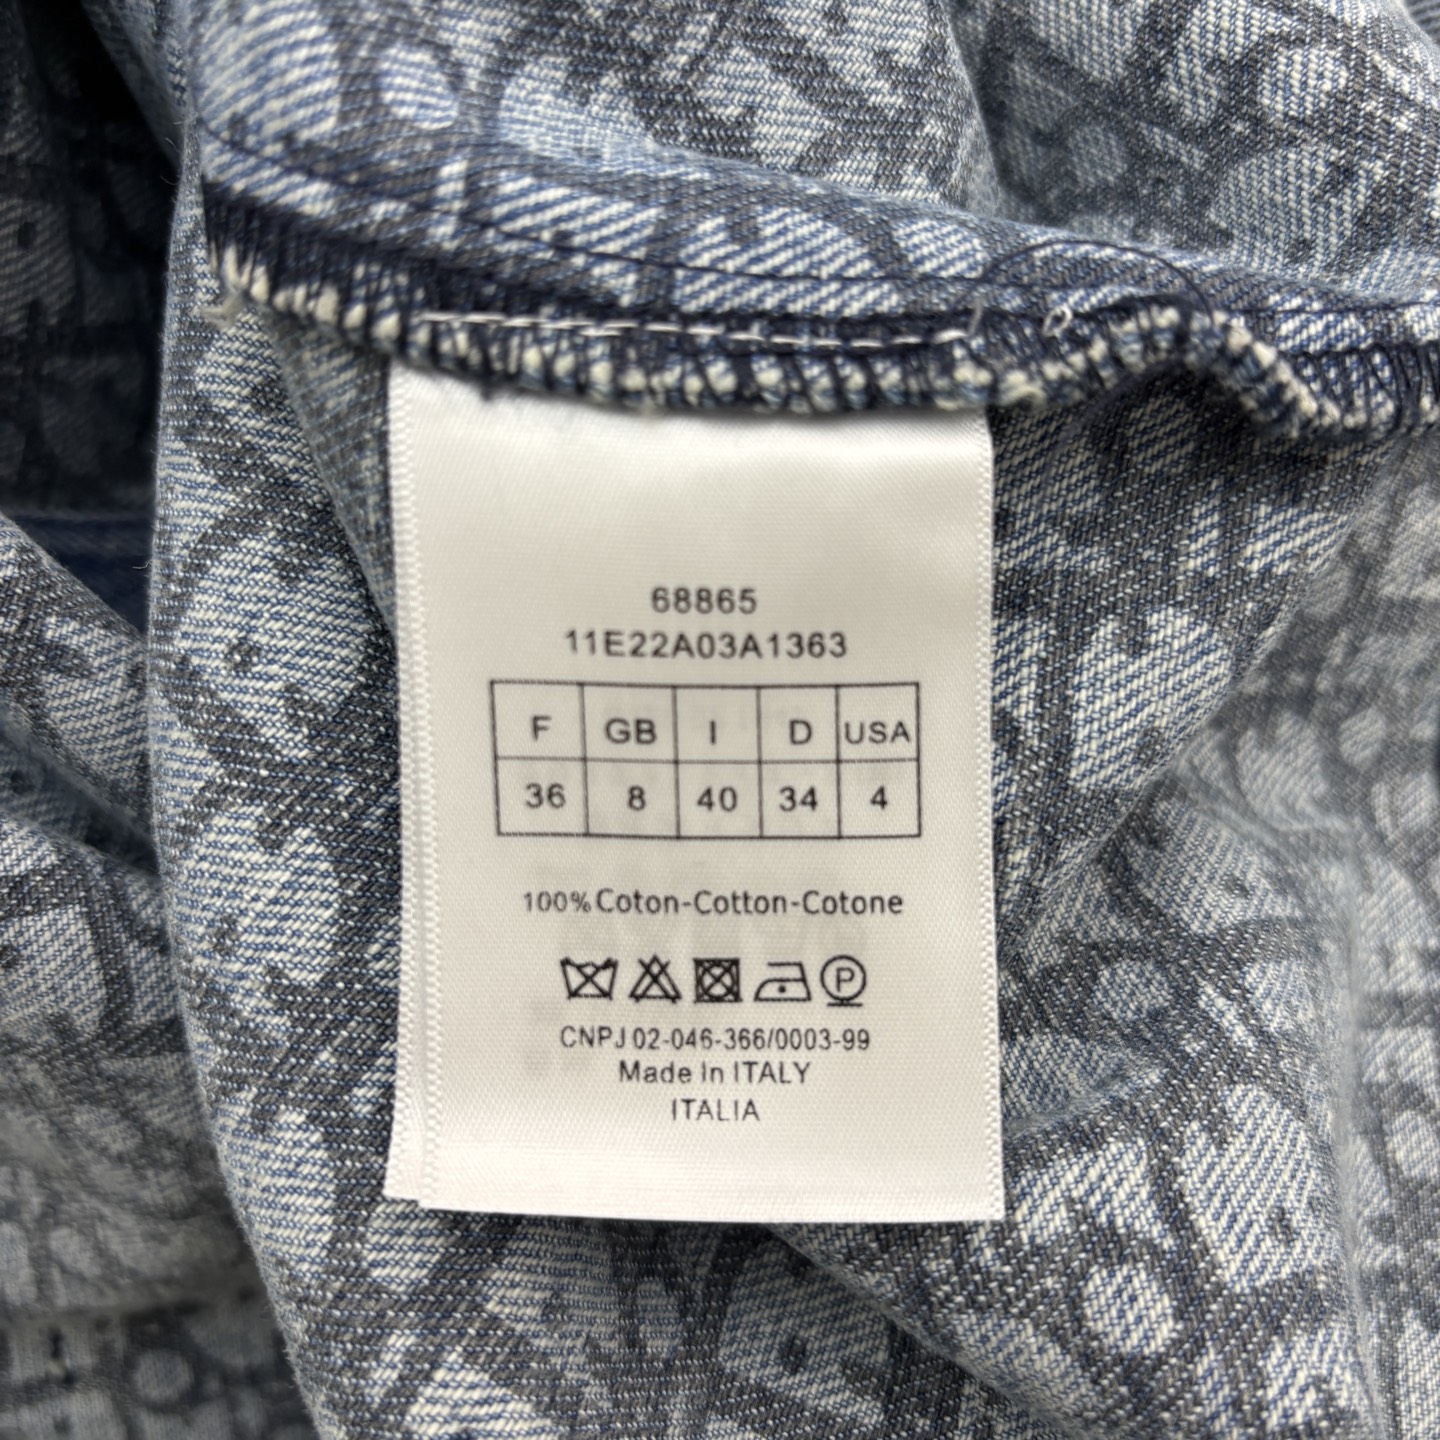 68865
11E22A03A1363
F GB I D USA
36 8 40 34 4
100% Coton-Cotton-Cotone
P
CNPJ 02-046-366/0003-99
Made In ITALY
ITALIA